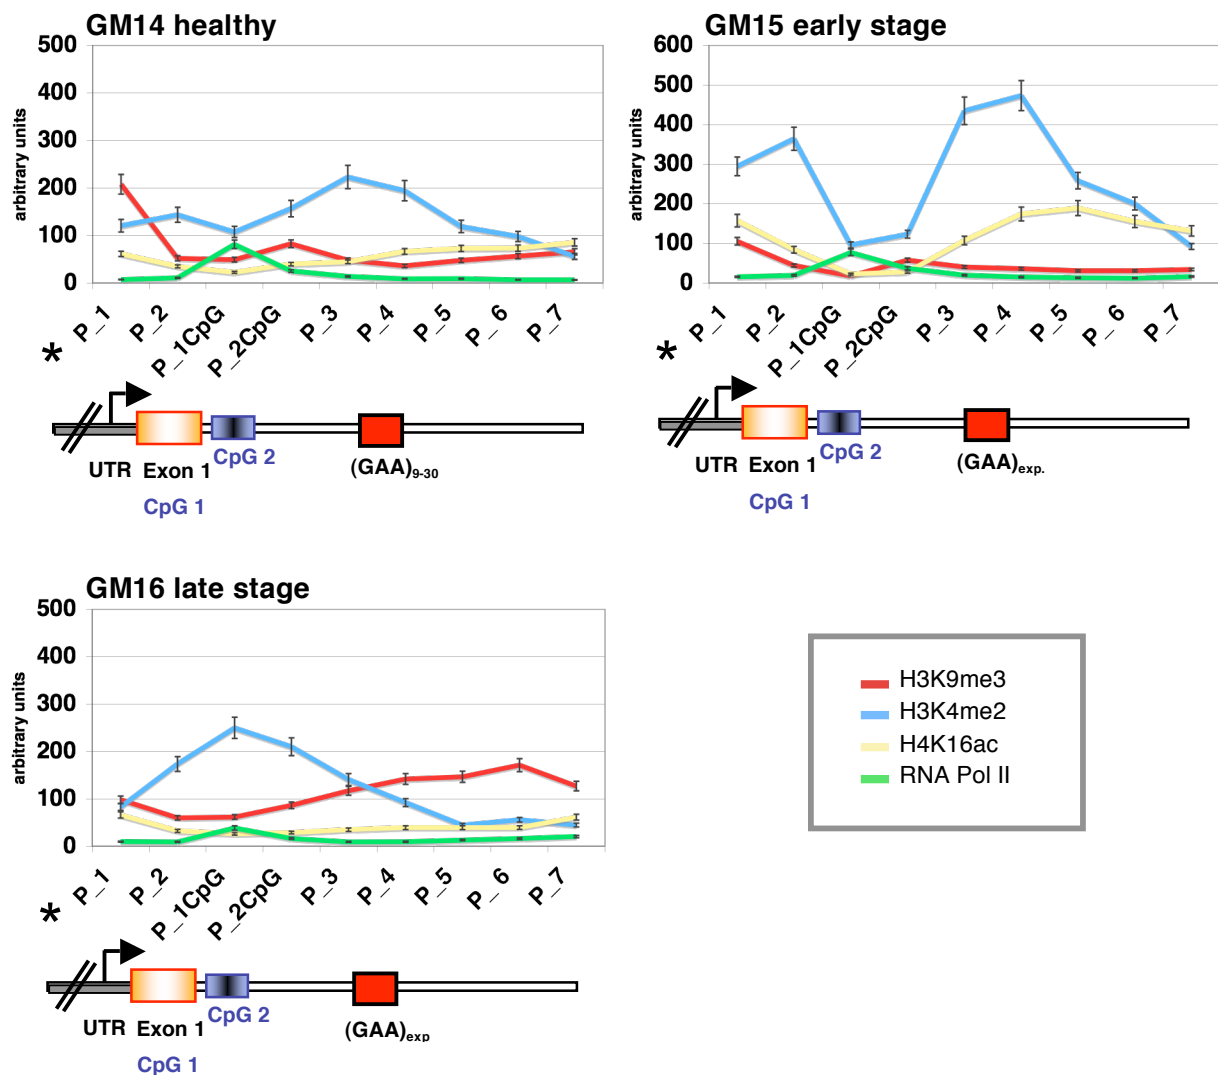 GM14 healthy
500
400
300
200
100
0
arbitrary units
P_1
P_2
P_1CpG
P_2CpG
P_3
P_4
P_5
P_6
P_7
*
UTR Exon 1 CpG 2 (GAA)9-30
CpG 1
GM15 early stage
600
500
400
300
200
100
0
arbitrary units
P_1
P_2
P_1CpG
P_2CpG
P_3
P_4
P_5
P_6
P_7
*
UTR Exon 1 CpG 2 (GAA)exp.
CpG 1
GM16 late stage
500
400
300
200
100
0
arbitrary units
P_1
P_2
P_1CpG
P_2CpG
P_3
P_4
P_5
P_6
P_7
*
UTR Exon 1 CpG 2 (GAA)exp
CpG 1
H3K9me3
H3K4me2
H4K16ac
RNA Pol II